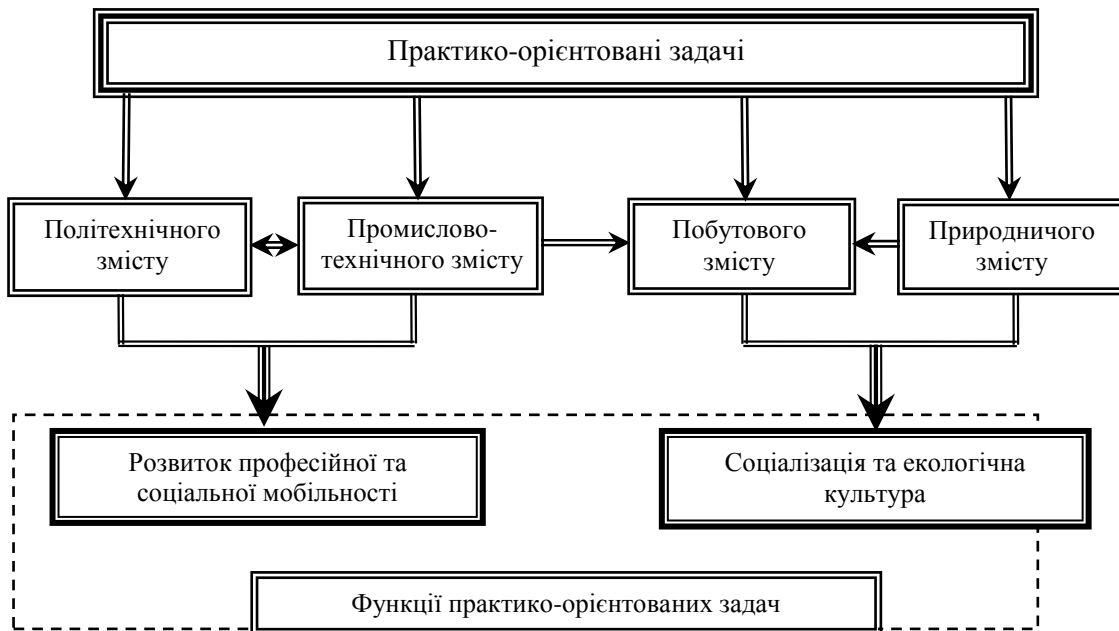 Практико-орієнтовані задачі
Політехнічного
змісту
Промислово-
технічного змісту
Побутового
змісту
Природничого
змісту
Розвиток професійної та
соціальної мобільності
Соціалізація та екологічна
культура
Функції практико-орієнтованих задач